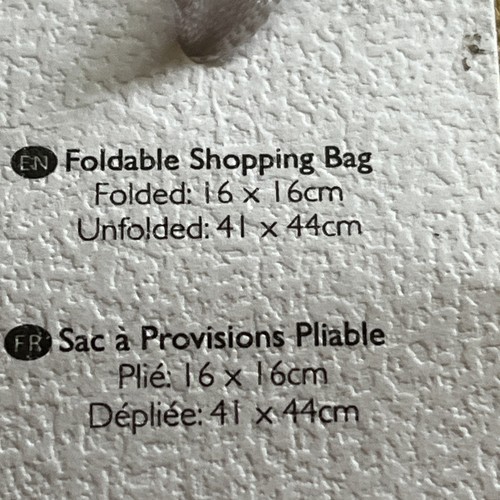 EN Foldable Shopping Bag
Folded: 16 x 16cm
Unfolded: 41 x 44cm
FR Sac à Provisions Pliable
Plié: 16 x 16cm
Dépliée: 41 x 44cm